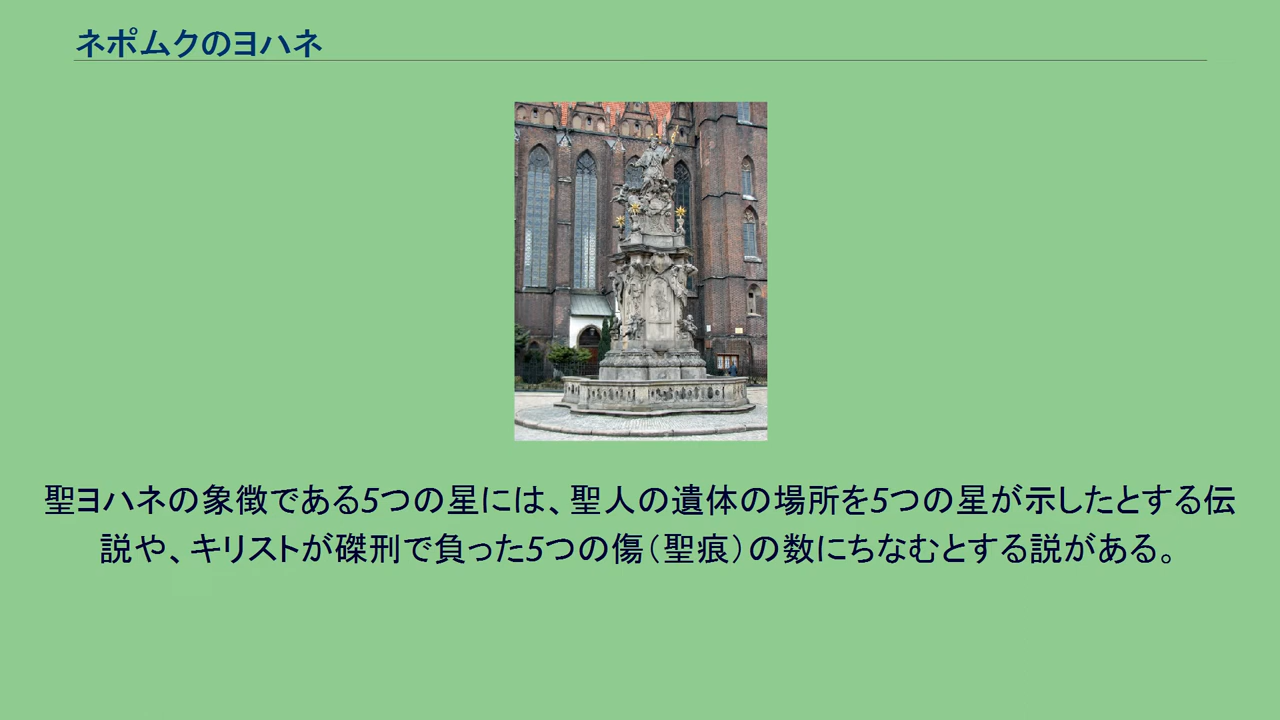 ネポムクのヨハネ
聖ヨハネの象徴である5つの星には、聖人の遺体の場所を5つの星が示したとする伝
説や、キリストが磔刑で負った5つの傷（聖痕）の数にちなむとする説がある。